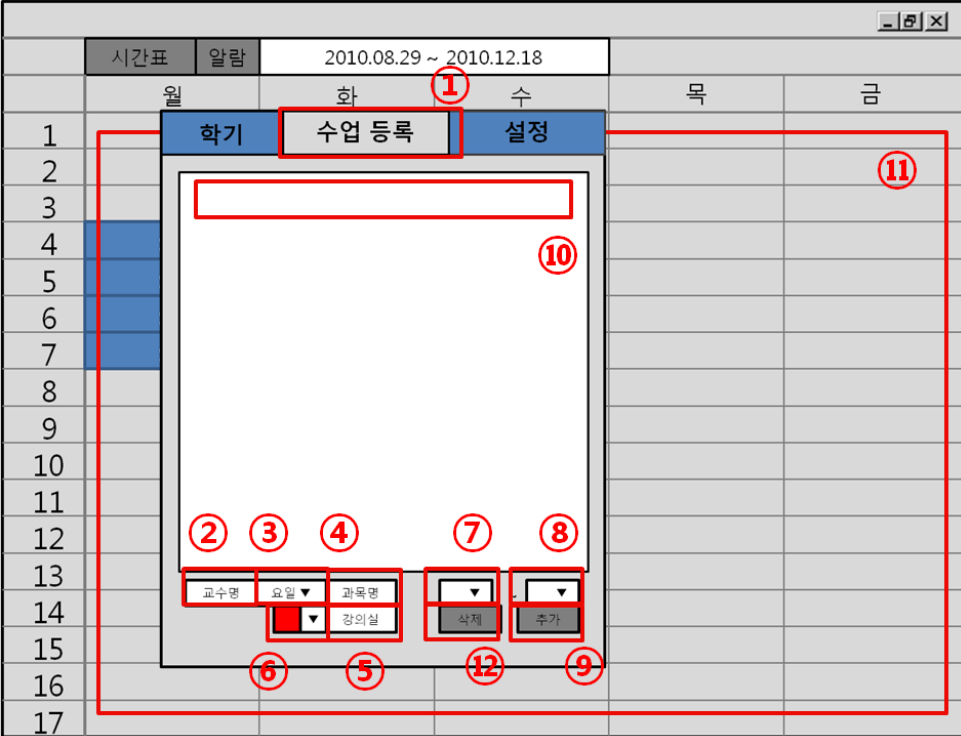 시간표 알람 2010.08.29 ~ 2010.12.18
①
월 화 수 목 금
학기 수업 등록 설정
1
⑪
2
3
⑩
4
5
6
7
8
9
10
11
12
② ③ ④ ⑦ ⑧
13
교수명 요일▼ 과목명 ▼ ~ ▼
14
▼ 강의실 삭제 추가
15
⑥ ⑤ ⑫ ⑨
16
17